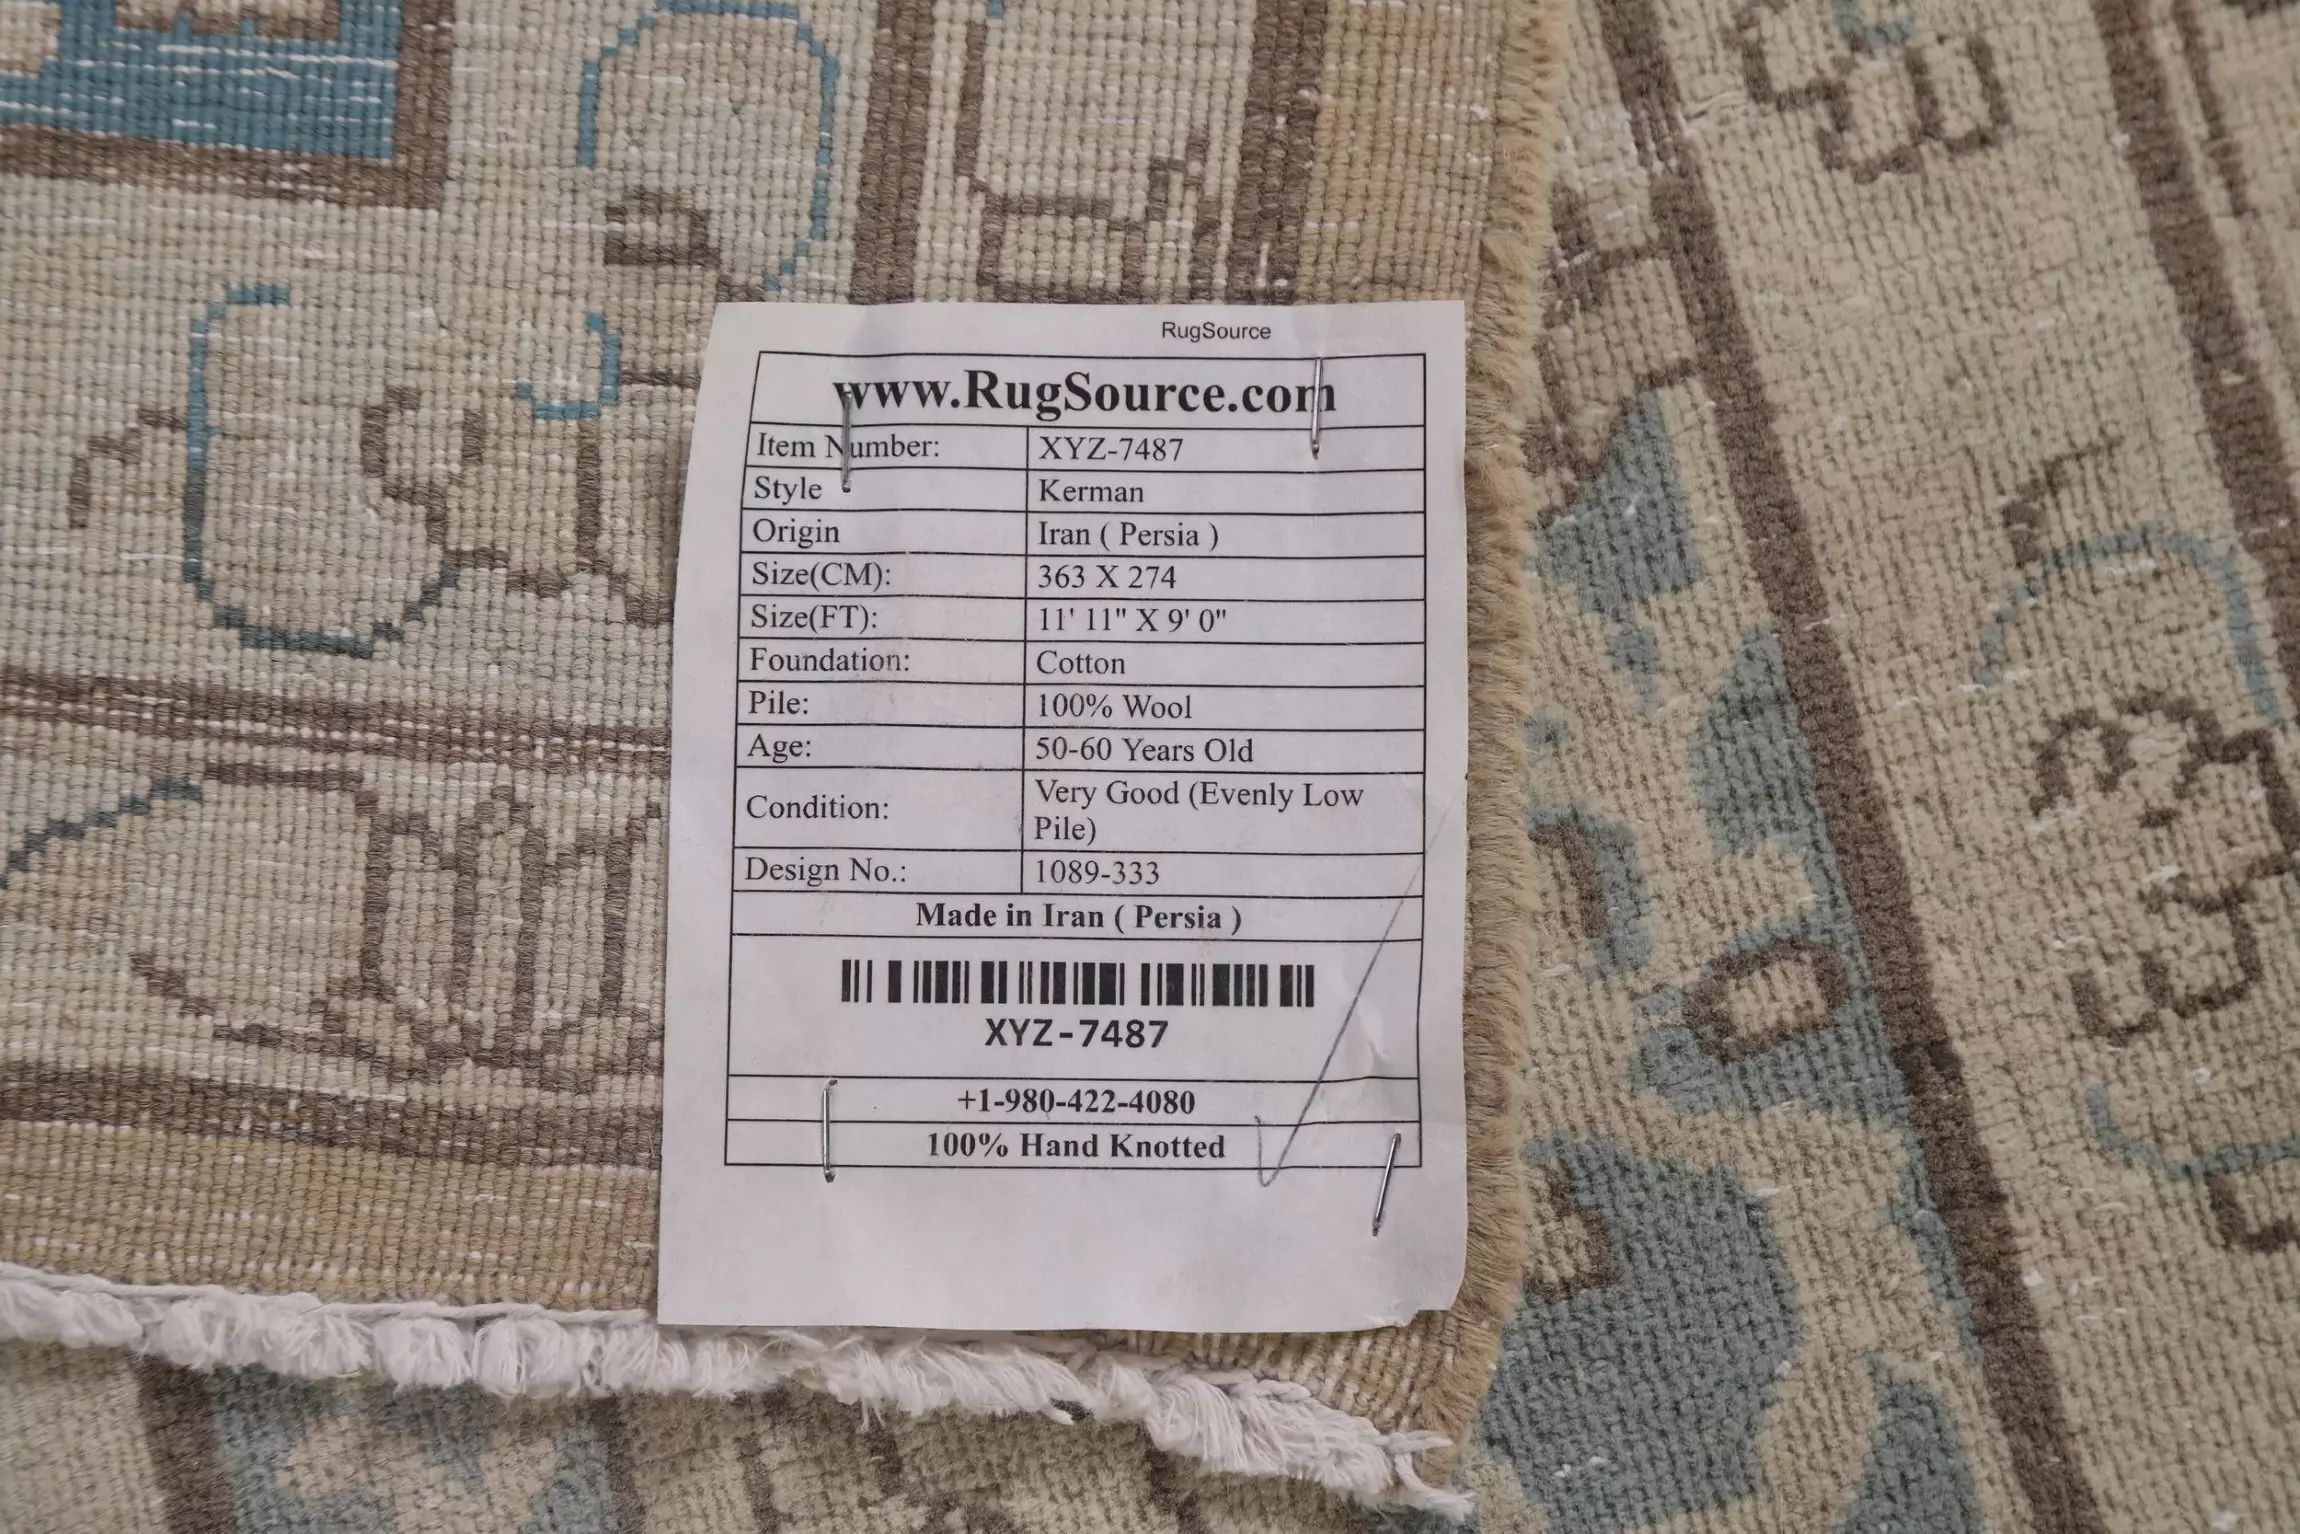 RugSource
www.RugSource.com
Item Number: XYZ-7487
Style Kerman
Origin Iran ( Persia )
Size(CM): 363 X 274
Size(FT): 11' 11" X 9' 0"
Foundation: Cotton
Pile: 100% Wool
Age: 50-60 Years Old
Condition: Very Good (Evenly Low
Pile)
Design No.: 1089-333
Made in Iran ( Persia )
XYZ-7487
+1-980-422-4080
100% Hand Knotted